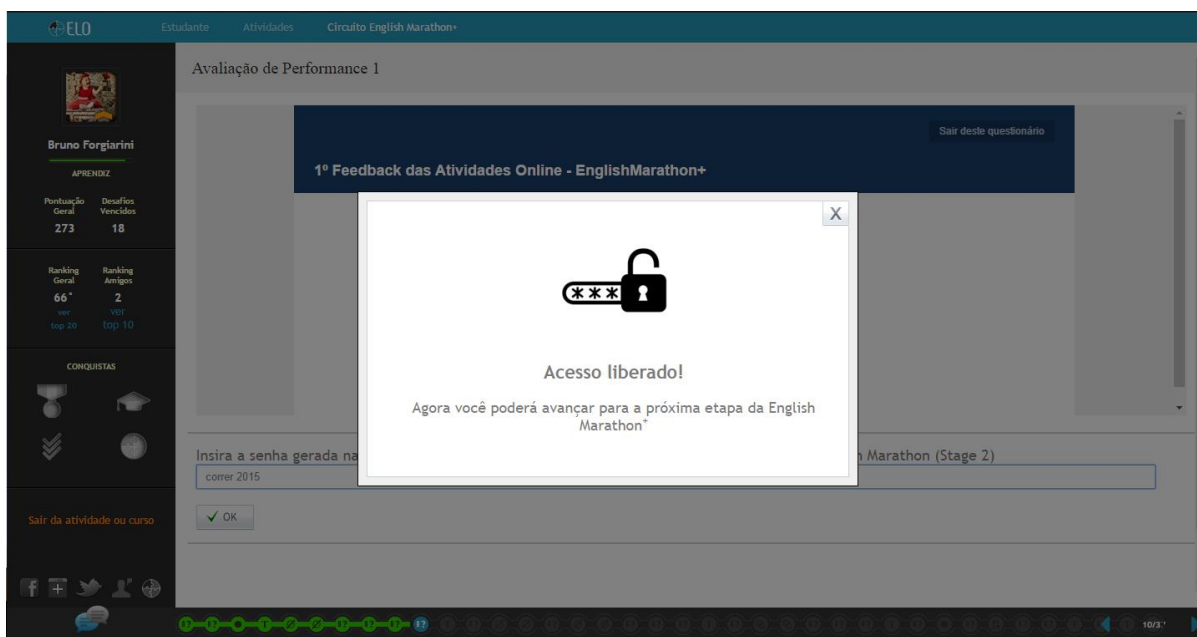 ELO
Estudante Atividades Circuito English Marathon+
Avaliação de Performance 1
Bruno Forgiarini
APRENDIZ
Pontuação Geral Desafios Vencidos
273 18
Ranking Geral Ranking Amigos
66° 2
ver top 20 ver top 10
CONQUISTAS
Sair da atividade ou curso
Sair deste questionário
1º Feedback das Atividades Online - EnglishMarathon+
X
***
Acesso liberado!
Agora você poderá avançar para a próxima etapa da English
Marathon+
Insira a senha gerada na
Marathon (Stage 2)
correr 2015
OK